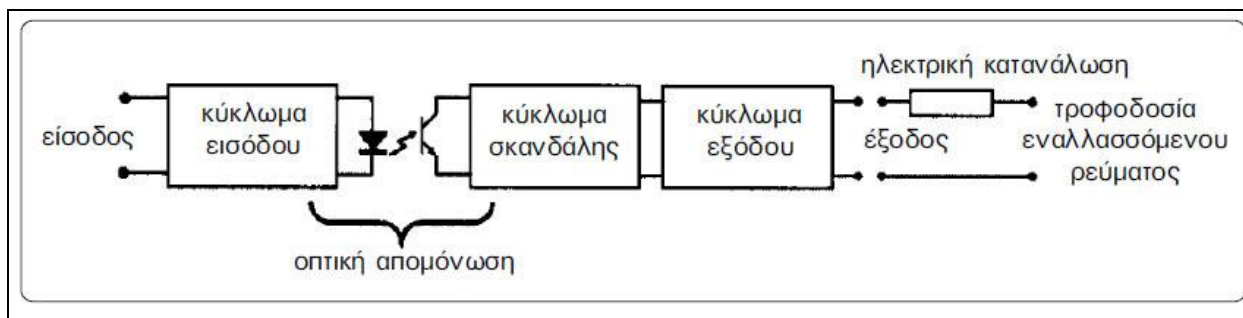 είσοδος
κύκλωμα
εισόδου
οπτική απομόνωση
κύκλωμα
σκανδάλης
κύκλωμα
εξόδου
ηλεκτρική κατανάλωση
έξοδος
τροφοδοσία
εναλλασσόμενου
ρεύματος